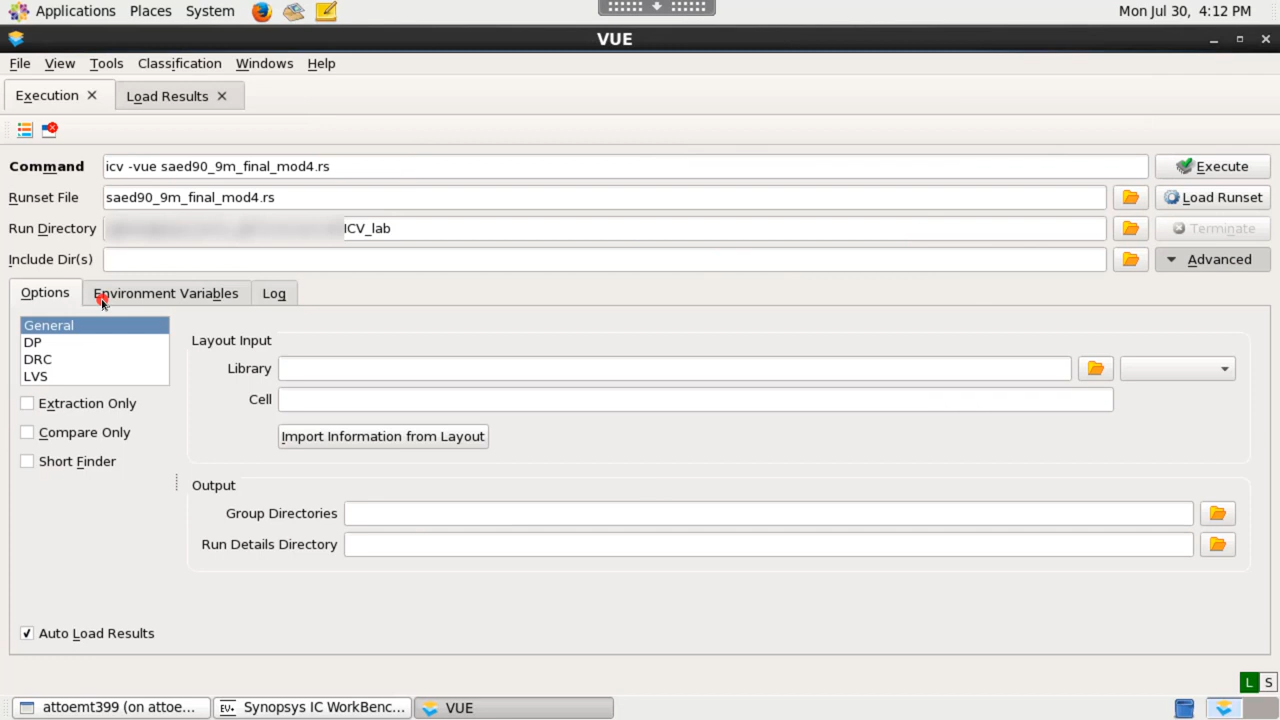 Applications Places System Mon Jul 30, 4:12 PM
VUE
File View Tools Classification Windows Help
Execution Load Results
Command icv -vue saed90_9m_final_mod4.rs Execute
Runset File saed90_9m_final_mod4.rs Load Runset
Run Directory ICV_lab Terminate
Include Dir(s) Advanced
Options Environment Variables Log
General
DP
DRC
LVS
Extraction Only
Compare Only
Short Finder
Layout Input
Library
Cell
Import Information from Layout
Output
Group Directories
Run Details Directory
Auto Load Results
L S
attoemt399 (on attoe... Synopsys IC WorkBenc... VUE